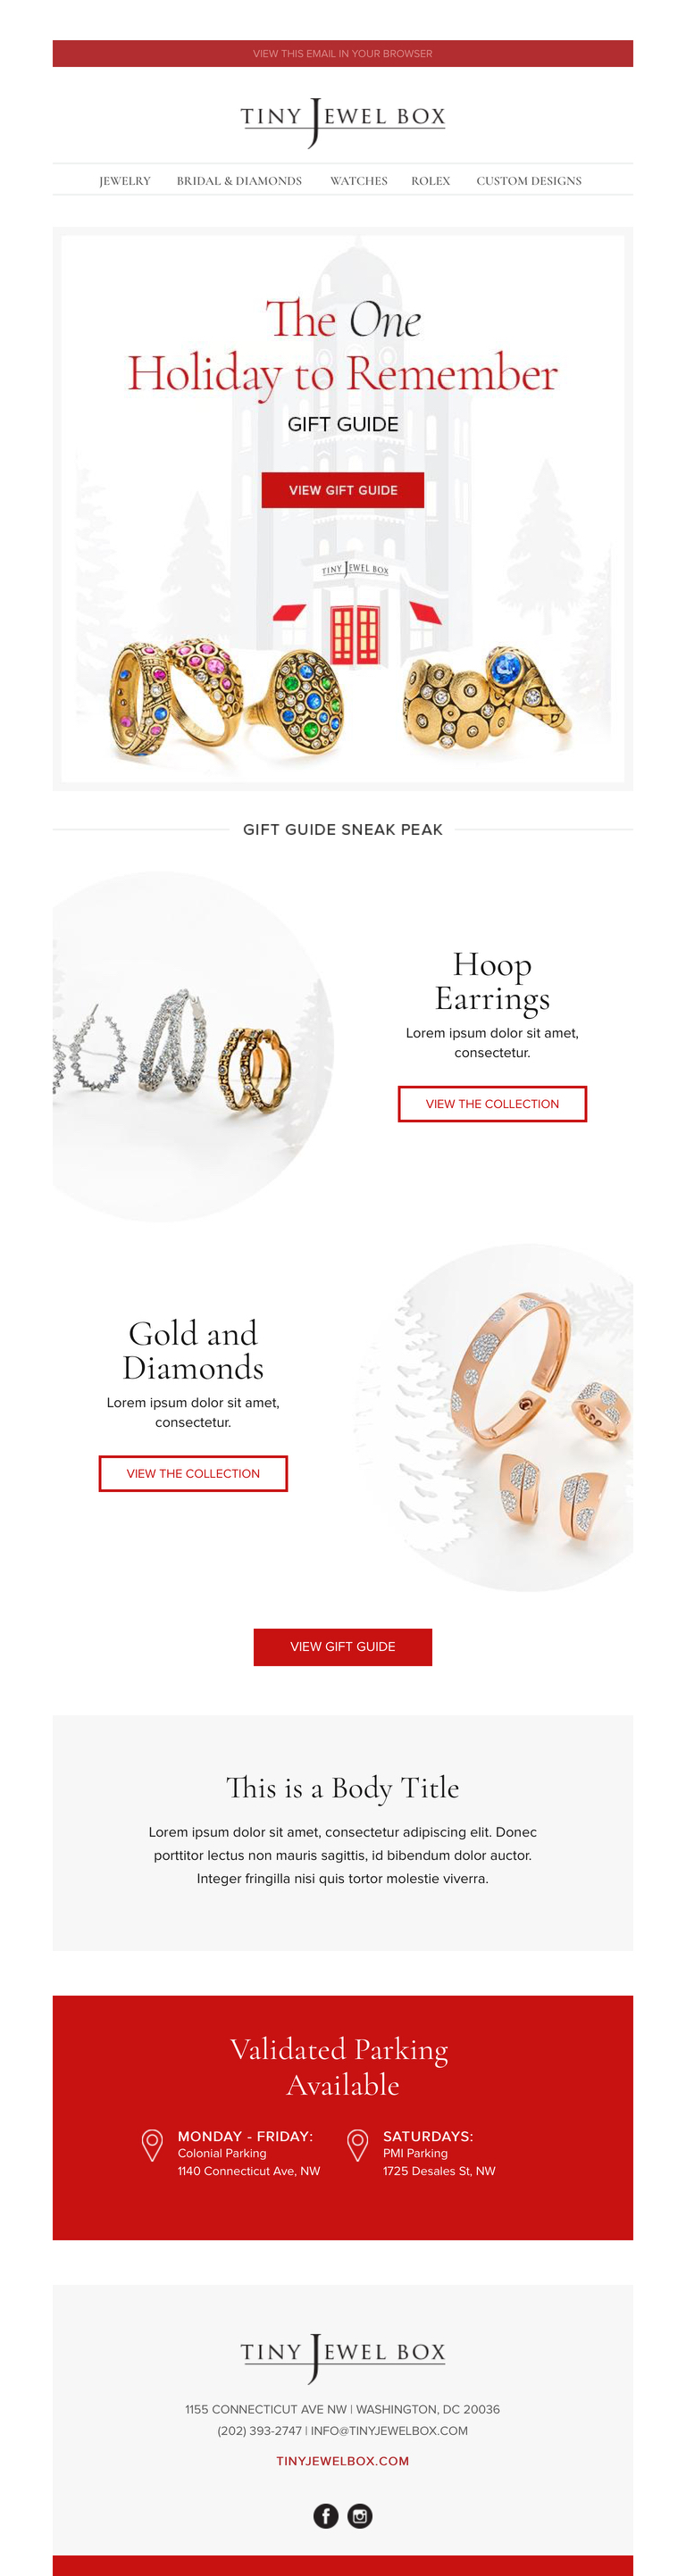 VIEW THIS EMAIL IN YOUR BROWSER
TINY JEWEL BOX
JEWELRY BRIDAL & DIAMONDS WATCHES ROLEX CUSTOM DESIGNS
The One
Holiday to Remember
GIFT GUIDE
VIEW GIFT GUIDE
TINY JEWEL BOX
GIFT GUIDE SNEAK PEAK
Hoop
Earrings
Lorem ipsum dolor sit amet,
consectetur.
VIEW THE COLLECTION
Gold and
Diamonds
Lorem ipsum dolor sit amet,
consectetur.
VIEW THE COLLECTION
VIEW GIFT GUIDE
This is a Body Title
Lorem ipsum dolor sit amet, consectetur adipiscing elit. Donec
porttitor lectus non mauris sagittis, id bibendum dolor auctor.
Integer fringilla nisi quis tortor molestie viverra.
Validated Parking
Available
MONDAY - FRIDAY:
Colonial Parking
1140 Connecticut Ave, NW
SATURDAYS:
PMI Parking
1725 Desales St, NW
TINY JEWEL BOX
1155 CONNECTICUT AVE NW | WASHINGTON, DC 20036
(202) 393-2747 | INFO@TINYJEWELBOX.COM
TINYJEWELBOX.COM